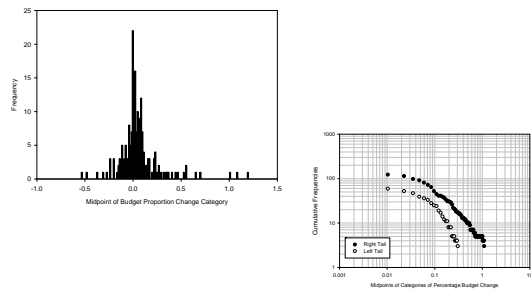 25
20
15
10
5
0
Frequency
-1.0 -0.5 0.0 0.5 1.0 1.5
Midpoint of Budget Proportion Change Category
1000
100
10
1
Cumulative Frequencies
Right Tail
Left Tail
0.001 0.01 0.1 1 10
Midpoints of Categories of Percentage Budget Change